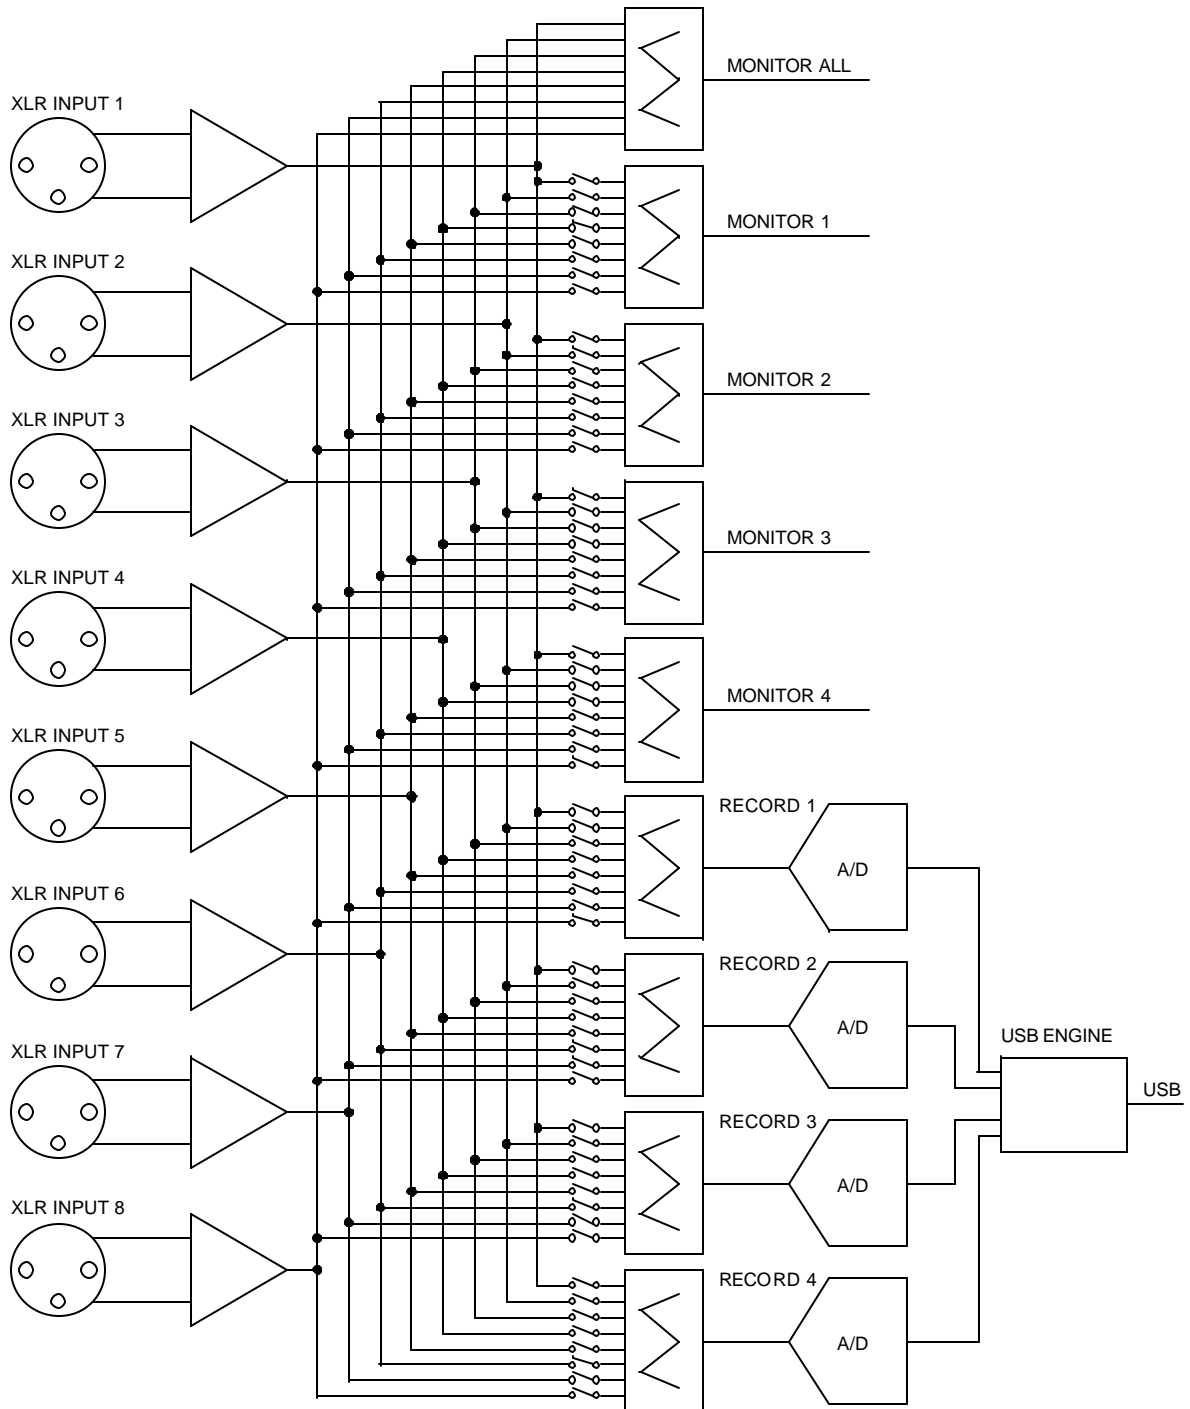 MONITOR ALL
XLR INPUT 1
MONITOR 1
XLR INPUT 2
MONITOR 2
XLR INPUT 3
MONITOR 3
XLR INPUT 4
MONITOR 4
XLR INPUT 5
RECORD 1
A/D
XLR INPUT 6
RECORD 2
A/D
USB ENGINE
XLR INPUT 7
USB
RECORD 3
A/D
XLR INPUT 8
RECORD 4
A/D